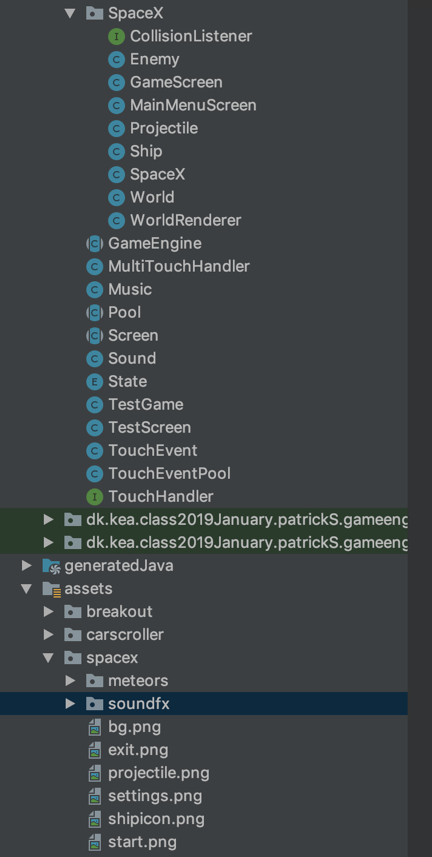 SpaceX
I CollisionListener
C Enemy
C GameScreen
C MainMenuScreen
C Projectile
C Ship
C SpaceX
C World
C WorldRenderer
C GameEngine
C MultiTouchHandler
C Music
C Pool
C Screen
C Sound
E State
C TestGame
C TestScreen
C TouchEvent
C TouchEventPool
I TouchHandler
dk.kea.class2019January.patrickS.gameeng
dk.kea.class2019January.patrickS.gameeng
generatedJava
assets
breakout
carscroller
spacex
meteors
soundfx
bg.png
exit.png
projectile.png
settings.png
shipicon.png
start.png